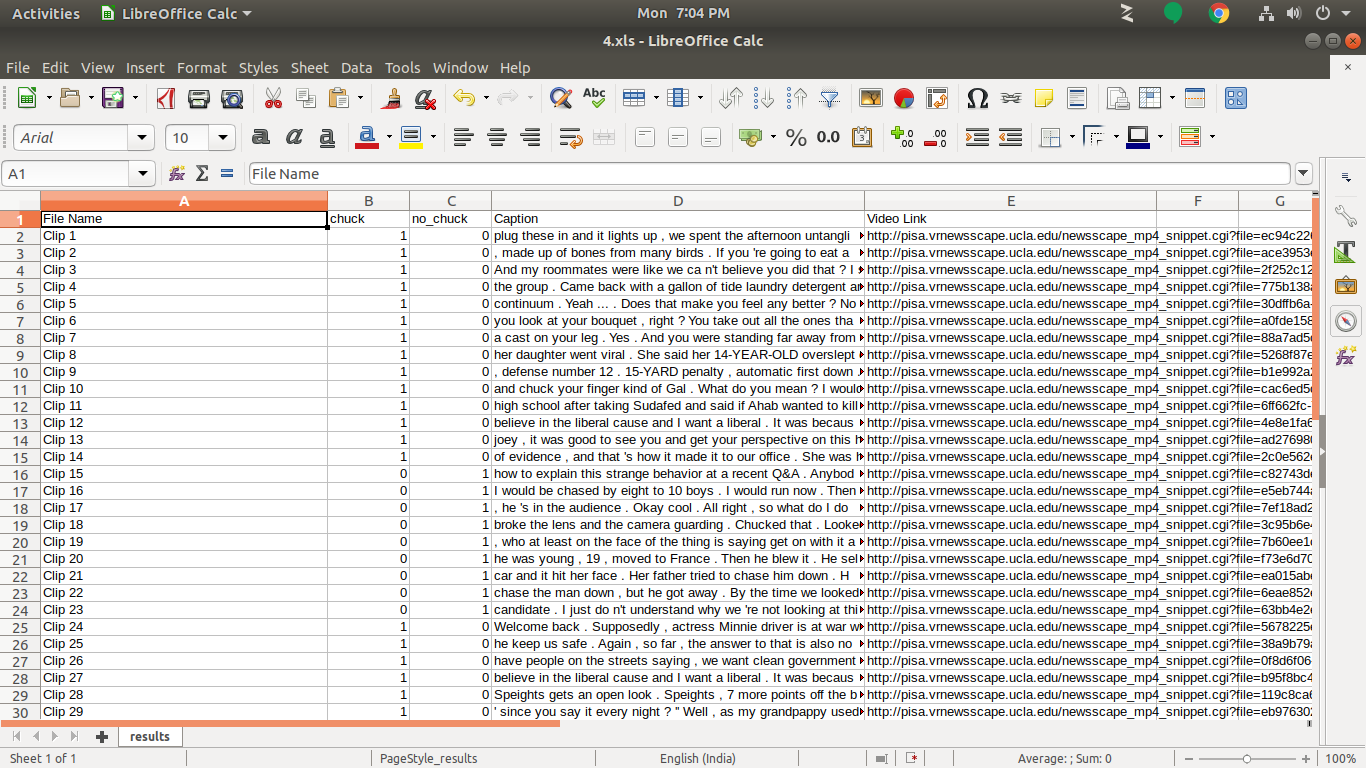 Activities LibreOffice Calc Mon 7:04 PM
4.xls - LibreOffice Calc
File Edit View Insert Format Styles Sheet Data Tools Window Help
Abc
Arial 10 a a a a % 0.0 +.0 .00 .00
A1 fx Σ = File Name
A B C D E F G
1 File Name chuck no_chuck Caption Video Link
2 Clip 1 1 0 plug these in and it lights up , we spent the afternoon untangli http://pisa.vrnewsscape.ucla.edu/newsscape_mp4_snippet.cgi?file=ec94c226
3 Clip 2 1 0 , made up of bones from many birds . If you 're going to eat a http://pisa.vrnewsscape.ucla.edu/newsscape_mp4_snippet.cgi?file=ace3953
4 Clip 3 1 0 And my roommates were like we ca n't believe you did that ? I http://pisa.vrnewsscape.ucla.edu/newsscape_mp4_snippet.cgi?file=2f252c12
5 Clip 4 1 0 the group . Came back with a gallon of tide laundry detergent http://pisa.vrnewsscape.ucla.edu/newsscape_mp4_snippet.cgi?file=775b138
6 Clip 5 1 0 continuum . Yeah ... . Does that make you feel any better ? No http://pisa.vrnewsscape.ucla.edu/newsscape_mp4_snippet.cgi?file=30dffb6a
7 Clip 6 1 0 you look at your bouquet , right ? You take out all the ones tha http://pisa.vrnewsscape.ucla.edu/newsscape_mp4_snippet.cgi?file=a0fde158
8 Clip 7 1 0 a cast on your leg . Yes . And you were standing far away from http://pisa.vrnewsscape.ucla.edu/newsscape_mp4_snippet.cgi?file=88a7ad5
9 Clip 8 1 0 her daughter went viral . She said her 14-YEAR-OLD overslept http://pisa.vrnewsscape.ucla.edu/newsscape_mp4_snippet.cgi?file=5268f87e
10 Clip 9 1 0 , defense number 12 . 15-YARD penalty , automatic first down . http://pisa.vrnewsscape.ucla.edu/newsscape_mp4_snippet.cgi?file=b1e992a
11 Clip 10 1 0 and chuck your finger kind of Gal . What do you mean ? I would http://pisa.vrnewsscape.ucla.edu/newsscape_mp4_snippet.cgi?file=cac6ed5
12 Clip 11 1 0 high school after taking Sudafed and said if Ahab wanted to kill http://pisa.vrnewsscape.ucla.edu/newsscape_mp4_snippet.cgi?file=6ff662fc-
13 Clip 12 1 0 believe in the liberal cause and I want a liberal . It was becaus http://pisa.vrnewsscape.ucla.edu/newsscape_mp4_snippet.cgi?file=4e8e1fa6
14 Clip 13 1 0 joey , it was good to see you and get your perspective on this http://pisa.vrnewsscape.ucla.edu/newsscape_mp4_snippet.cgi?file=ad27698
15 Clip 14 1 0 of evidence , and that 's how it made it to our office . She was http://pisa.vrnewsscape.ucla.edu/newsscape_mp4_snippet.cgi?file=2c0e562
16 Clip 15 0 1 how to explain this strange behavior at a recent Q&A . Anybod http://pisa.vrnewsscape.ucla.edu/newsscape_mp4_snippet.cgi?file=c82743d
17 Clip 16 0 1 I would be chased by eight to 10 boys . I would run now . Then http://pisa.vrnewsscape.ucla.edu/newsscape_mp4_snippet.cgi?file=e5eb744
18 Clip 17 0 1 , he 's in the audience . Okay cool . All right , so what do I do http://pisa.vrnewsscape.ucla.edu/newsscape_mp4_snippet.cgi?file=7ef18ad2
19 Clip 18 0 1 broke the lens and the camera guarding . Chucked that . Looke http://pisa.vrnewsscape.ucla.edu/newsscape_mp4_snippet.cgi?file=3c95b6e
20 Clip 19 0 1 , who at least on the face of the thing is saying get on with it a http://pisa.vrnewsscape.ucla.edu/newsscape_mp4_snippet.cgi?file=7b60ee1
21 Clip 20 0 1 he was young , 19 , moved to France . Then he blew it . He sel http://pisa.vrnewsscape.ucla.edu/newsscape_mp4_snippet.cgi?file=f73e6d70
22 Clip 21 0 1 car and it hit her face . Her father tried to chase him down . H http://pisa.vrnewsscape.ucla.edu/newsscape_mp4_snippet.cgi?file=ea015ab
23 Clip 22 0 1 chase the man down , but he got away . By the time we looked http://pisa.vrnewsscape.ucla.edu/newsscape_mp4_snippet.cgi?file=6eae852
24 Clip 23 0 1 candidate . I just do n't understand why we 're not looking at thi http://pisa.vrnewsscape.ucla.edu/newsscape_mp4_snippet.cgi?file=63bb4e2
25 Clip 24 1 0 Welcome back . Supposedly , actress Minnie driver is at war w http://pisa.vrnewsscape.ucla.edu/newsscape_mp4_snippet.cgi?file=5678225
26 Clip 25 1 0 he keep us safe . Again , so far , the answer to that is also no http://pisa.vrnewsscape.ucla.edu/newsscape_mp4_snippet.cgi?file=38a9b79
27 Clip 26 1 0 have people on the streets saying , we want clean government http://pisa.vrnewsscape.ucla.edu/newsscape_mp4_snippet.cgi?file=0f8d6f06
28 Clip 27 1 0 believe in the liberal cause and I want a liberal . It was becaus http://pisa.vrnewsscape.ucla.edu/newsscape_mp4_snippet.cgi?file=b95f8bc4
29 Clip 28 1 0 Speights gets an open look . Speights , 7 more points off the b http://pisa.vrnewsscape.ucla.edu/newsscape_mp4_snippet.cgi?file=119c8ca6
30 Clip 29 1 0 ' since you say it every night ? " Well , as my grandpappy used http://pisa.vrnewsscape.ucla.edu/newsscape_mp4_snippet.cgi?file=eb976302
results
Sheet 1 of 1 PageStyle_results English (India) Average: ; Sum: 0 100%